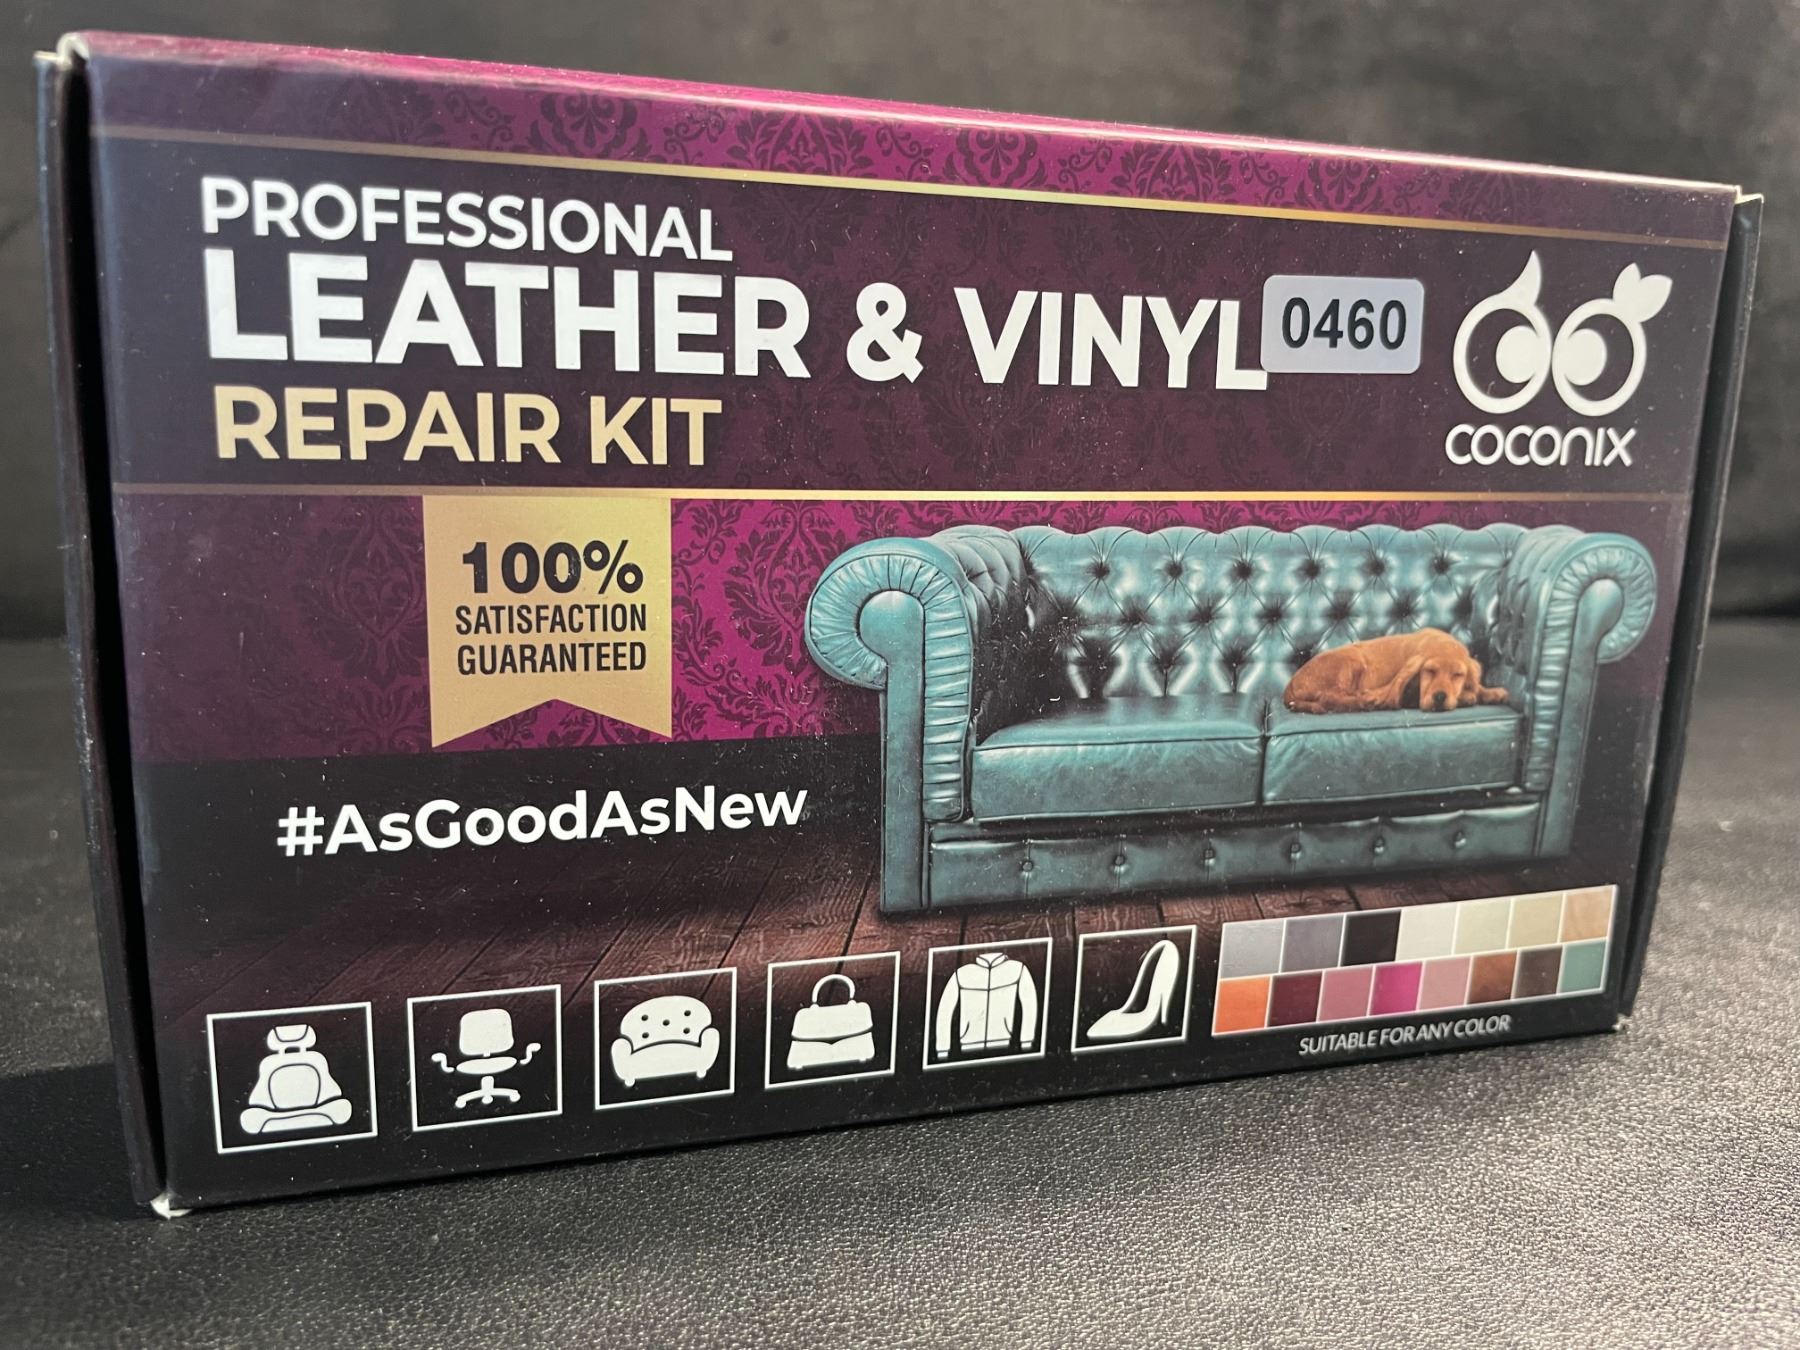 PROFESSIONAL
LEATHER & VINYL
0460
REPAIR KIT
coconix
100%
SATISFACTION
GUARANTEED
#AsGoodAsNew
SUITABLE FOR ANY COLOR